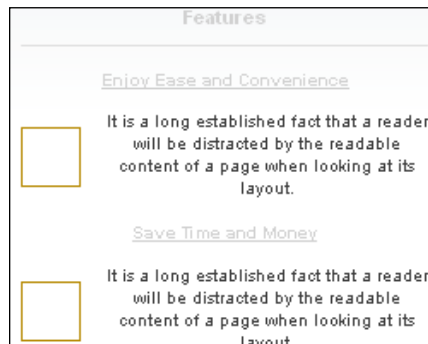 Features
Enjoy Ease and Convenience
It is a long established fact that a reader
will be distracted by the readable
content of a page when looking at its
layout.
Save Time and Money
It is a long established fact that a reader
will be distracted by the readable
content of a page when looking at its
layout